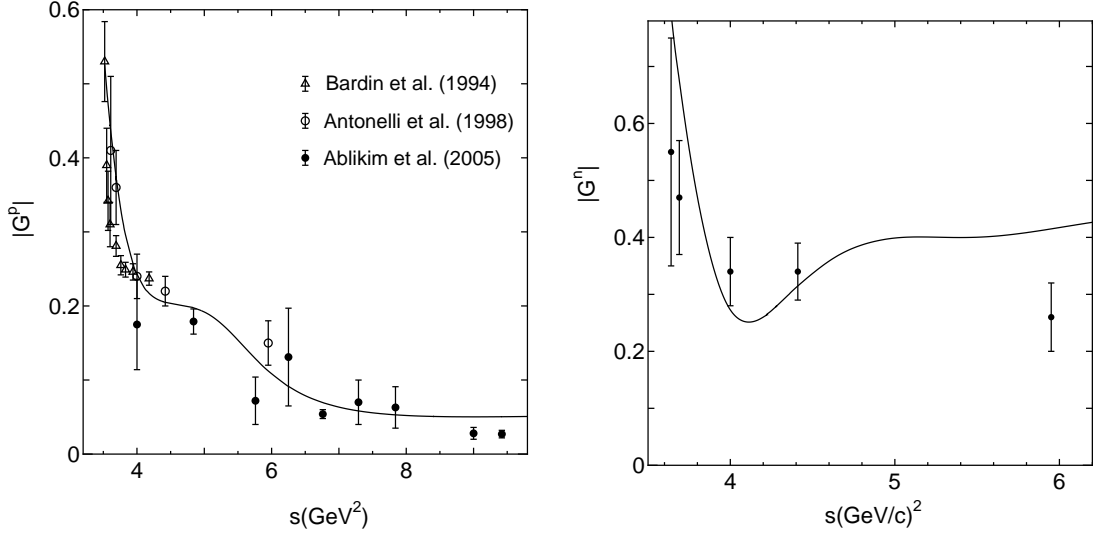 0.6
0.4
0.2
0
|G^p|
Bardin et al. (1994)
Antonelli et al. (1998)
Ablikim et al. (2005)
4 6 8
s(GeV^2)
0.6
0.4
0.2
0
|G^n|
4 5 6
s(GeV/c)^2